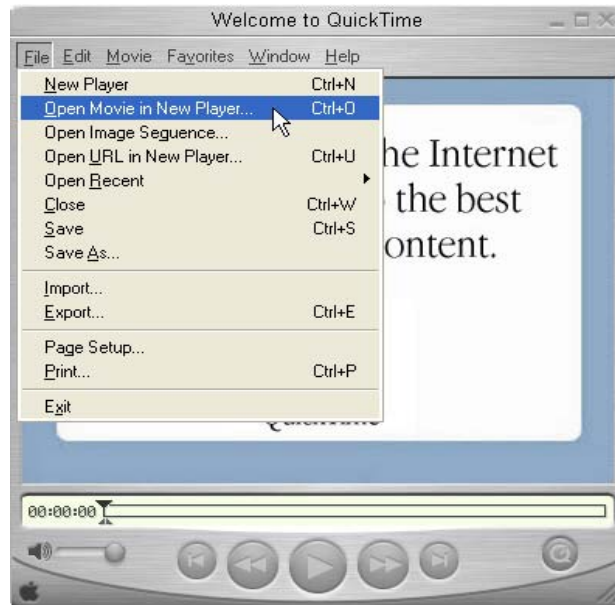 Welcome to QuickTime
File Edit Movie Favorites Window Help
New Player Ctrl+N
Open Movie in New Player... Ctrl+O
Open Image Sequence...
Open URL in New Player... Ctrl+U
Open Recent
Close Ctrl+W
Save Ctrl+S
Save As...
Import...
Export... Ctrl+E
Page Setup...
Print... Ctrl+P
Exit
he Internet
the best
ontent.
00:00:00